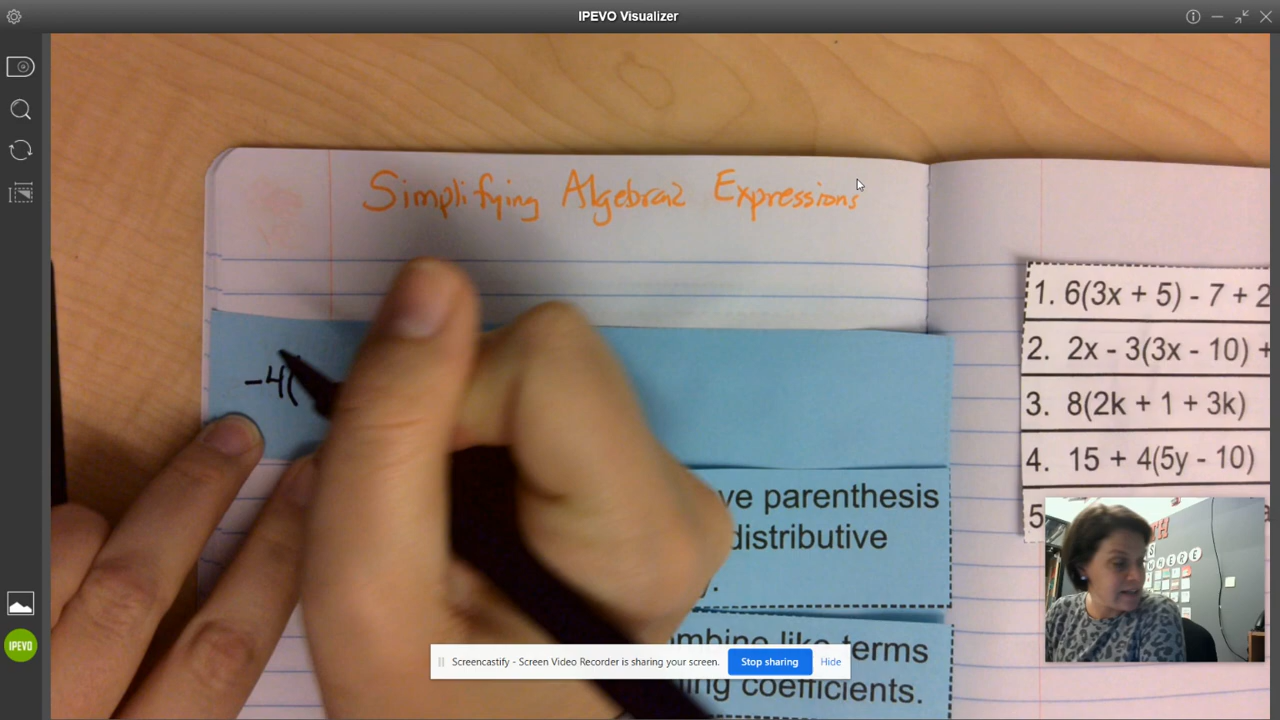 IPEVO Visualizer
Simplifying Algebraic Expressions
-4(
ve parenthesis
distributive
y.
mbine like terms
ing coefficients.
1. 6(3x + 5) - 7 + 2
2. 2x - 3(3x - 10) +
3. 8(2k + 1 + 3k)
4. 15 + 4(5y - 10)
5
IPEVO
Screencastify - Screen Video Recorder is sharing your screen.
Stop sharing
Hide